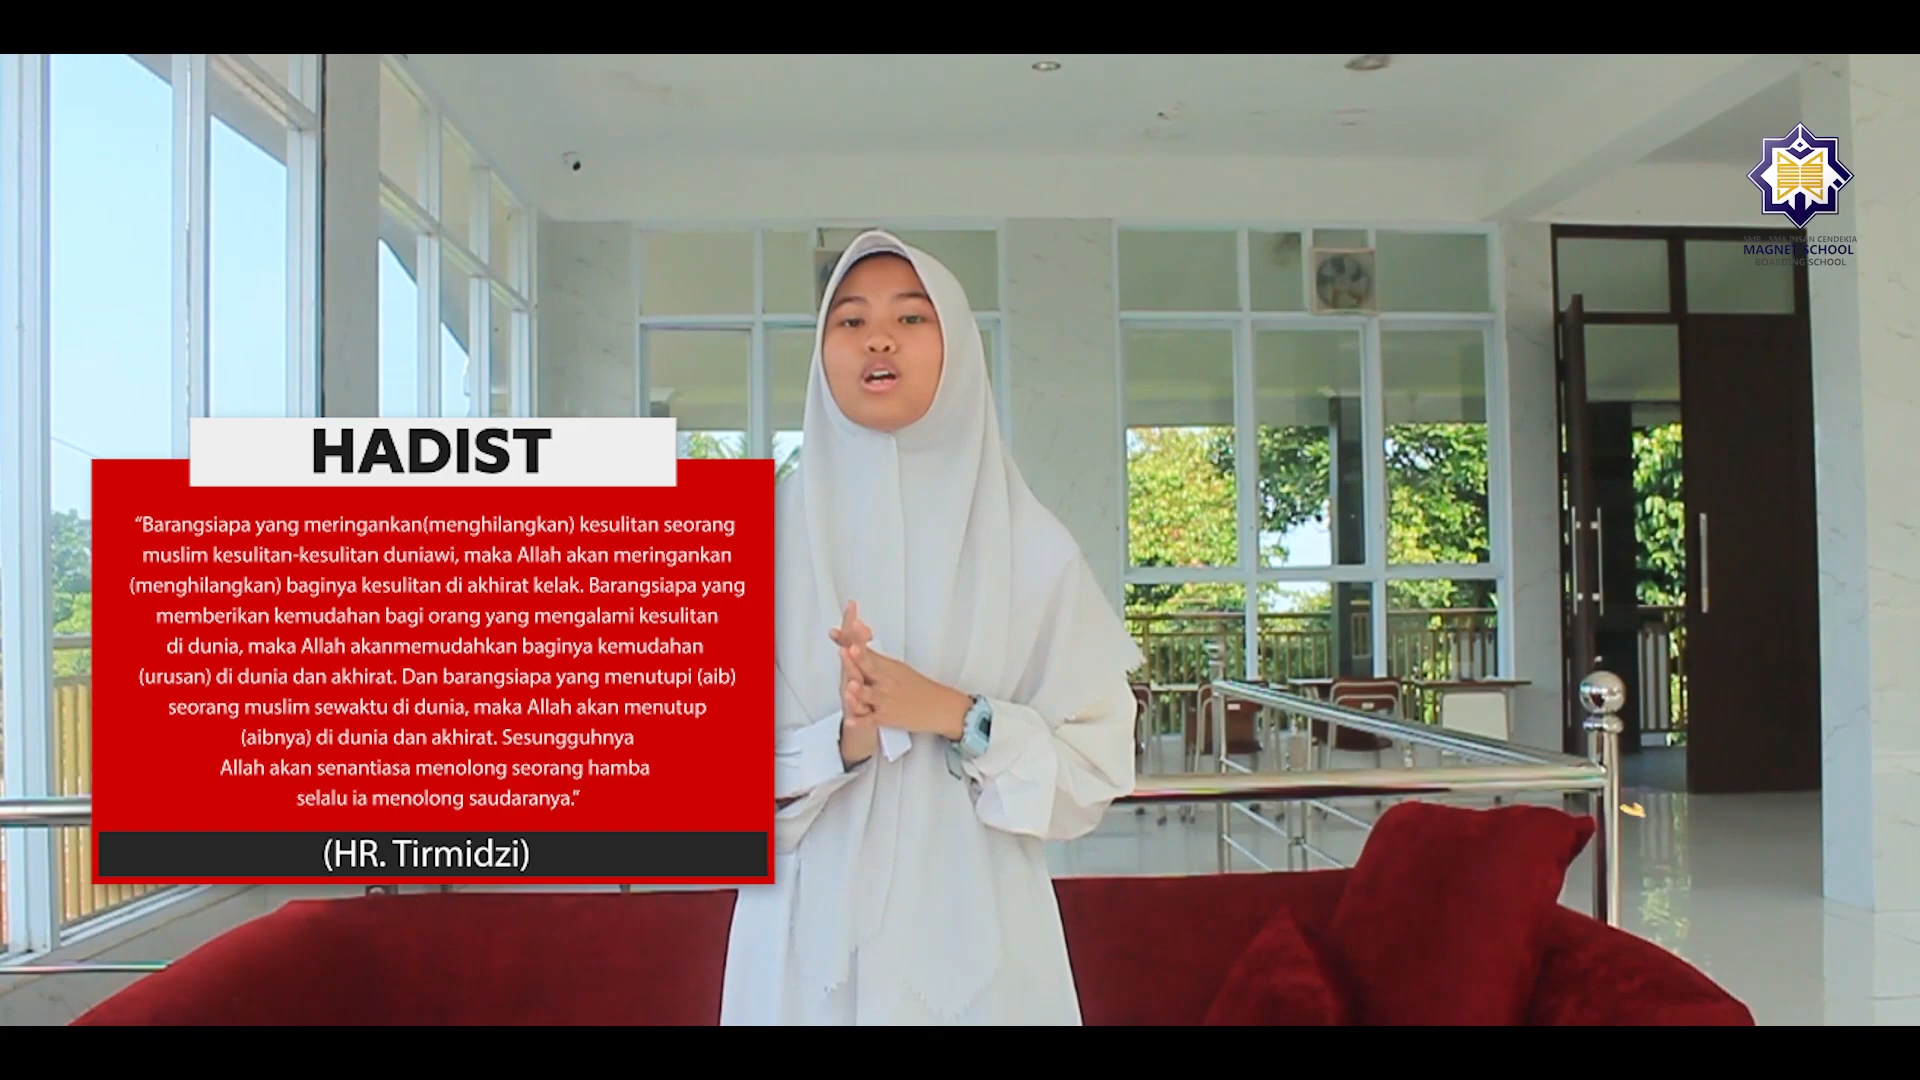 HADIST
“Barangsiapa yang meringankan(menghilangkan) kesulitan seorang
muslim kesulitan-kesulitan duniawi, maka Allah akan meringankan
(menghilangkan) baginya kesulitan di akhirat kelak. Barangsiapa yang
memberikan kemudahan bagi orang yang mengalami kesulitan
di dunia, maka Allah akanmemudahkan baginya kemudahan
(urusan) di dunia dan akhirat. Dan barangsiapa yang menutupi (aib)
seorang muslim sewaktu di dunia, maka Allah akan menutup
(aibnya) di dunia dan akhirat. Sesungguhnya
Allah akan senantiasa menolong seorang hamba
selalu ia menolong saudaranya.”
(HR. Tirmidzi)
INSAN CENDEKIA
MAGNET SCHOOL
BOARDING SCHOOL